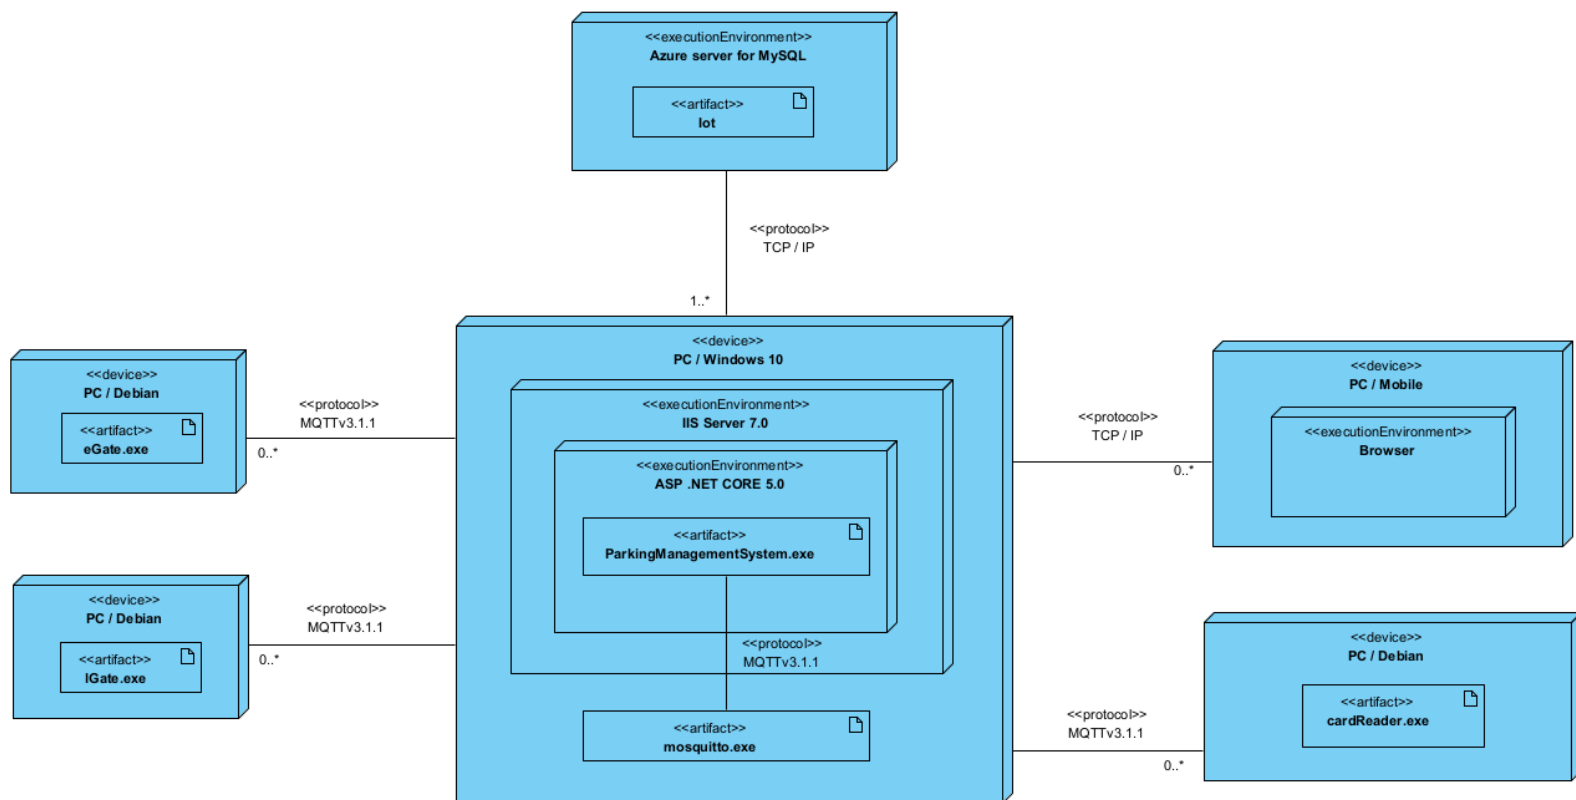 <<executionEnvironment>>
Azure server for MySQL
<<artifact>>
Iot
<<protocol>>
TCP / IP
1..*
<<device>>
PC / Windows 10
<<executionEnvironment>>
IIS Server 7.0
<<executionEnvironment>>
ASP .NET CORE 5.0
<<artifact>>
ParkingManagementSystem.exe
<<protocol>>
MQTTv3.1.1
<<artifact>>
mosquitto.exe
<<device>>
PC / Debian
<<artifact>>
eGate.exe
<<protocol>>
MQTTv3.1.1
0..*
<<device>>
PC / Debian
<<artifact>>
IGate.exe
<<protocol>>
MQTTv3.1.1
0..*
<<protocol>>
TCP / IP
0..*
<<device>>
PC / Mobile
<<executionEnvironment>>
Browser
<<protocol>>
MQTTv3.1.1
0..*
<<device>>
PC / Debian
<<artifact>>
cardReader.exe